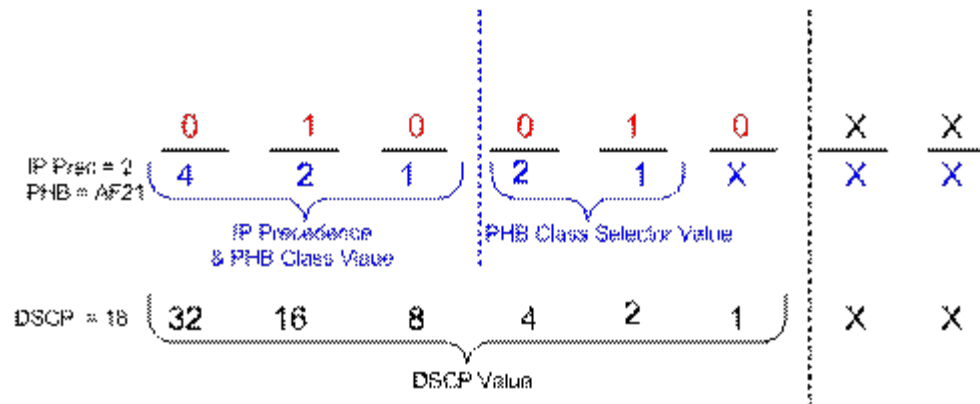 0 1 0 0 1 0 X X
IP Prec = 2
4 2 1 2 1 X X X
PHB = AF21
IP Precedence
& PHB Class Vlaue
PHB Class Selector Value
DSCP = 18
32 16 8 4 2 1 X X
DSCP Value